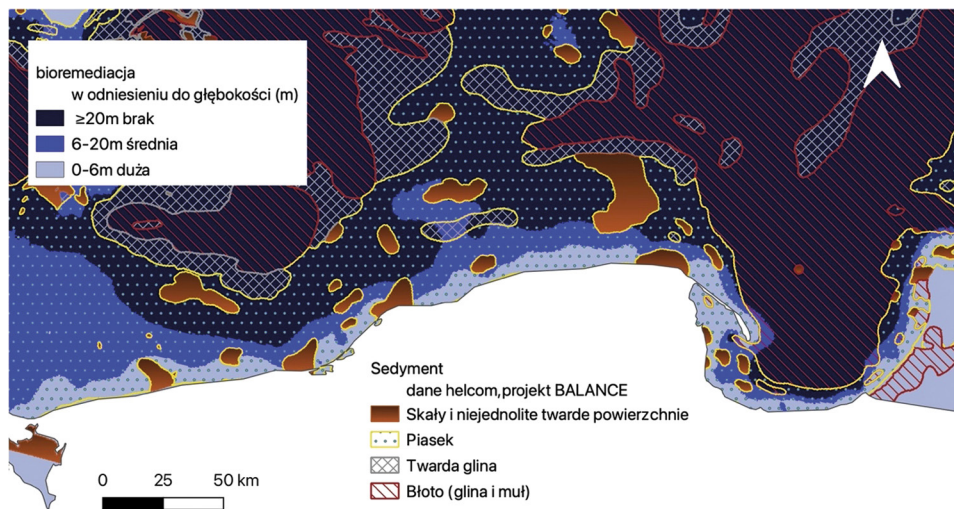 bioremediacja
w odniesieniu do głębokości (m)
≥20m brak
6-20m średnia
0-6m duża
Sedyment
dane helcom,projekt BALANCE
Skały i niejednolite twarde powierzchnie
Piasek
Twarda glina
Błoto (glina i muł)
0 25 50 km